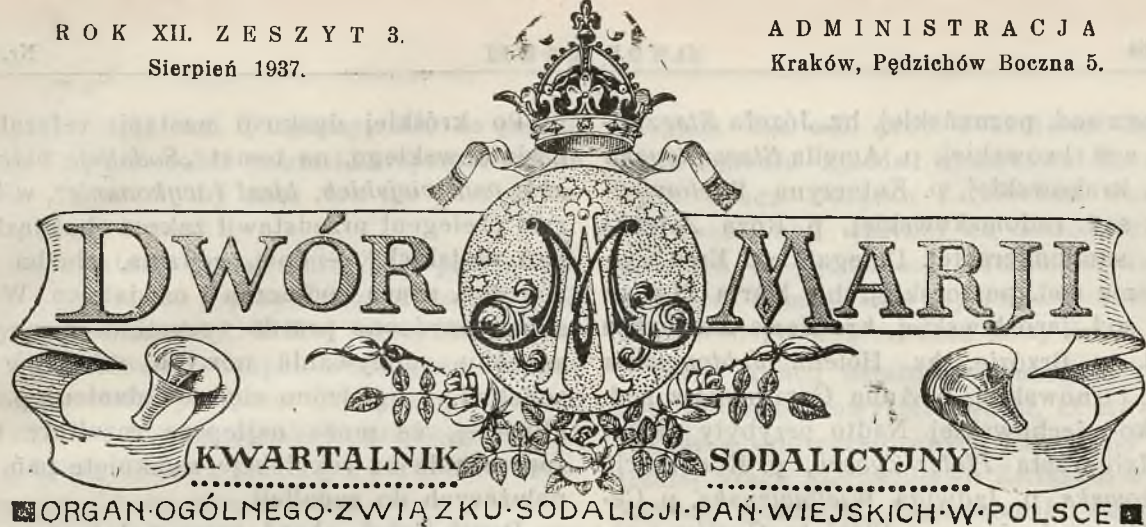 ROK XII. ZESZYT 3.
Sierpień 1937.
ADMINISTRACJA
Kraków, Pędzichów Boczna 5.
DWÓR MARJI
KWARTALNIK SODALICYJNY
ORGAN·OGÓLNEGO·ZWIĄZKU·SODALICJI·PAŃ·WIEJSKICH·W·POLSCE